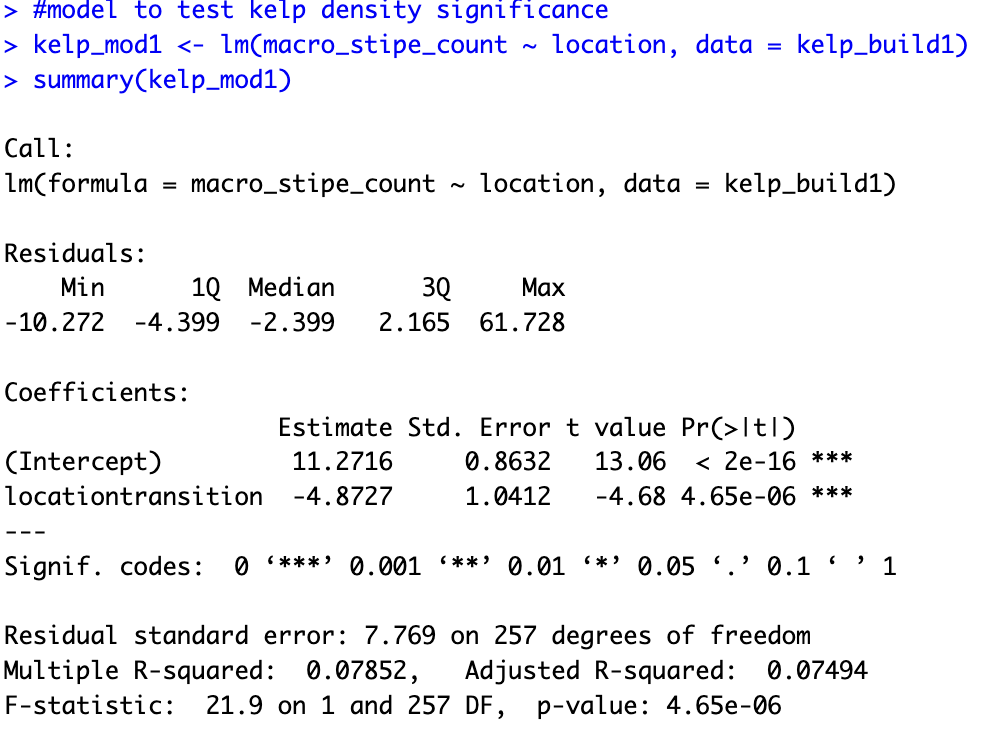 > #model to test kelp density significance
> kelp_mod1 <- lm(macro_stipe_count ~ location, data = kelp_build1)
> summary(kelp_mod1)
Call:
lm(formula = macro_stipe_count ~ location, data = kelp_build1)
Residuals:
    Min      1Q  Median      3Q     Max
-10.272  -4.399  -2.399   2.165  61.728
Coefficients:
                   Estimate Std. Error t value Pr(>|t|)
(Intercept)         11.2716     0.8632   13.06  < 2e-16 ***
locationtransition  -4.8727     1.0412   -4.68 4.65e-06 ***
---
Signif. codes:  0 ‘***’ 0.001 ‘**’ 0.01 ‘*’ 0.05 ‘.’ 0.1 ‘ ’ 1
Residual standard error: 7.769 on 257 degrees of freedom
Multiple R-squared:  0.07852,	Adjusted R-squared:  0.07494
F-statistic:  21.9 on 1 and 257 DF,  p-value: 4.65e-06